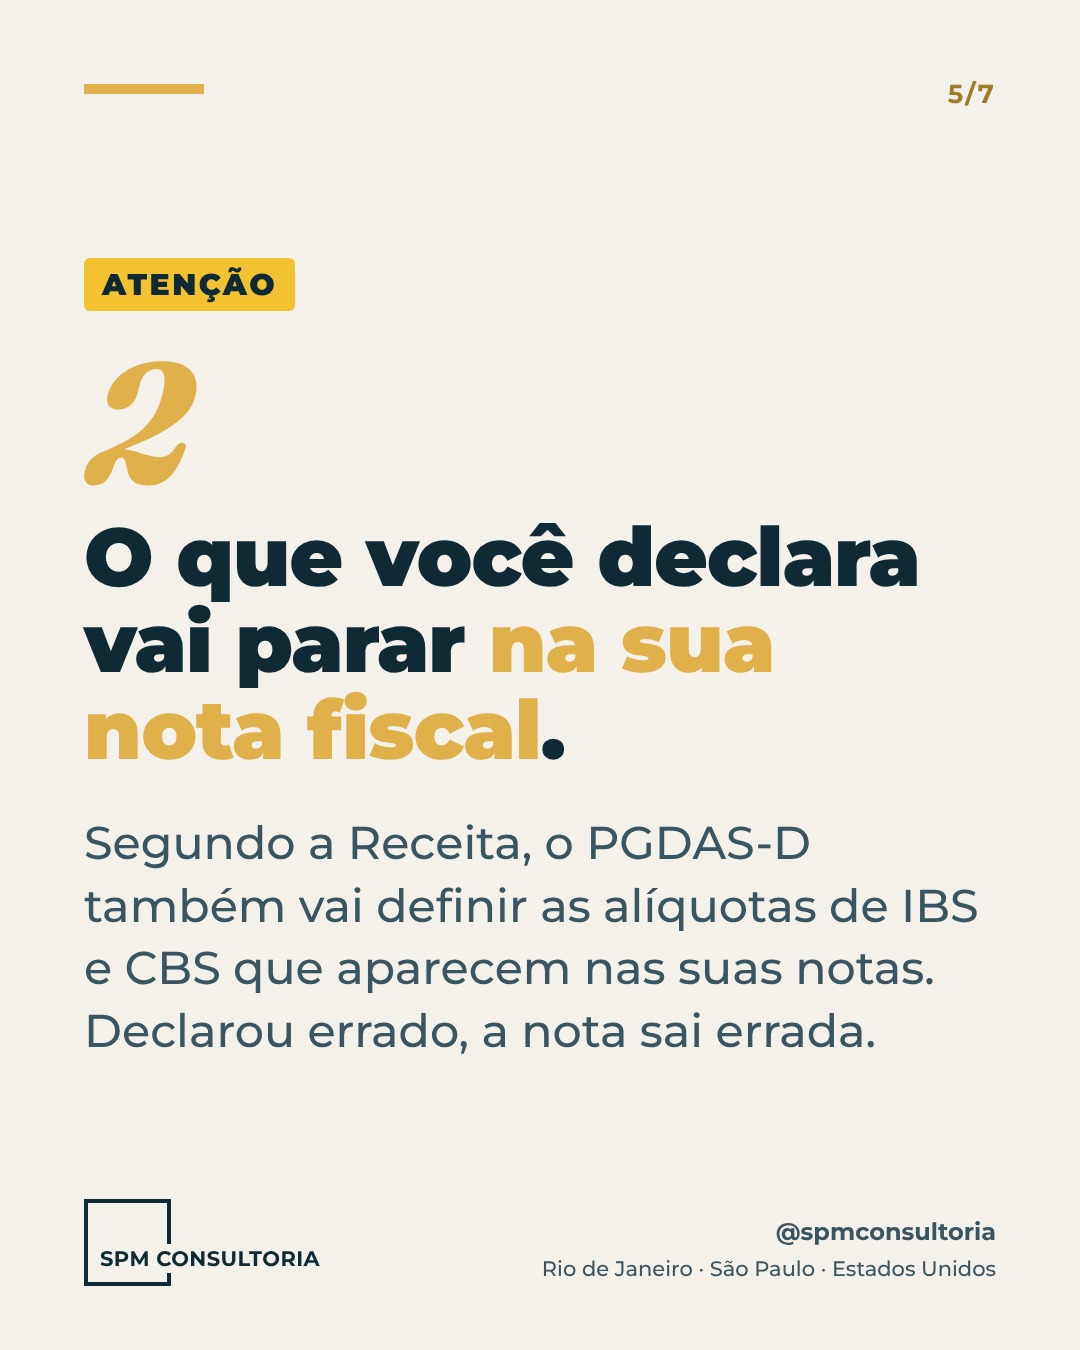 5/7
ATENÇÃO
2
O que você declara
vai parar na sua
nota fiscal.
Segundo a Receita, o PGDAS-D
também vai definir as alíquotas de IBS
e CBS que aparecem nas suas notas.
Declarou errado, a nota sai errada.
SPM CONSULTORIA
@spmconsultoria
Rio de Janeiro · São Paulo · Estados Unidos